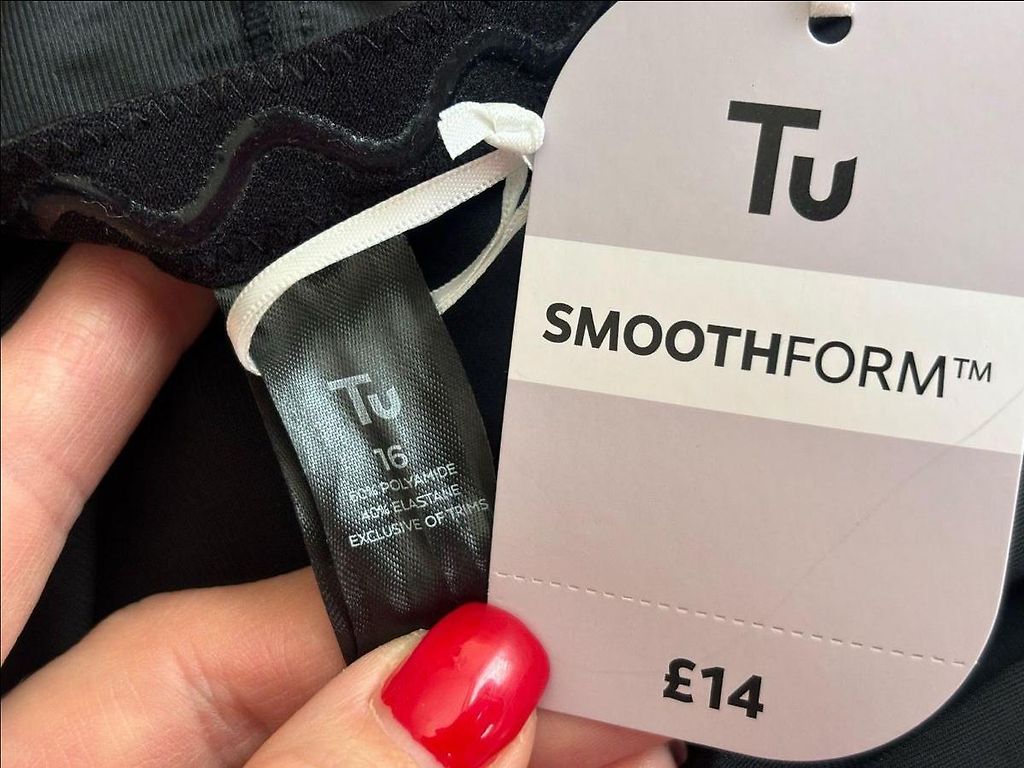 Tu
SMOOTHFORM™
£14
Tu
16
60% POLYAMIDE
40% ELASTANE
EXCLUSIVE OF TRIMS